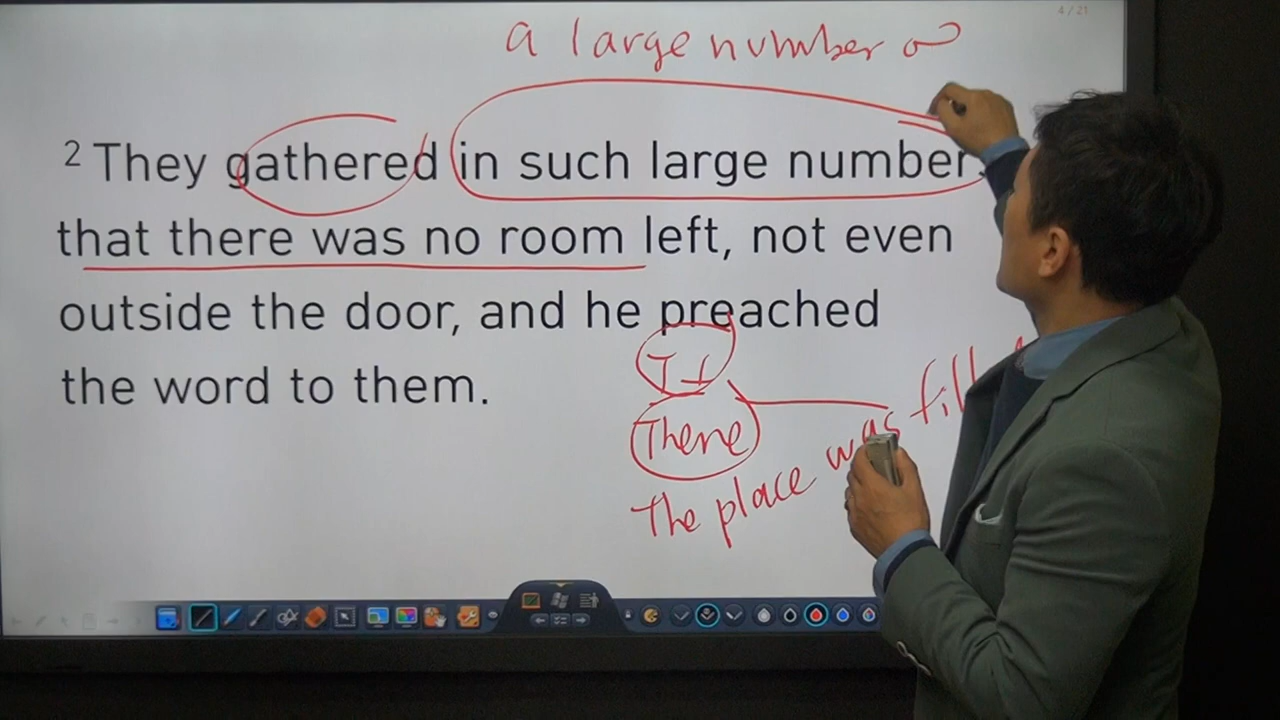 4 / 21
a large number o
2 They gathered in such large number
that there was no room left, not even
outside the door, and he preached
the word to them.
It
There
The place was fill